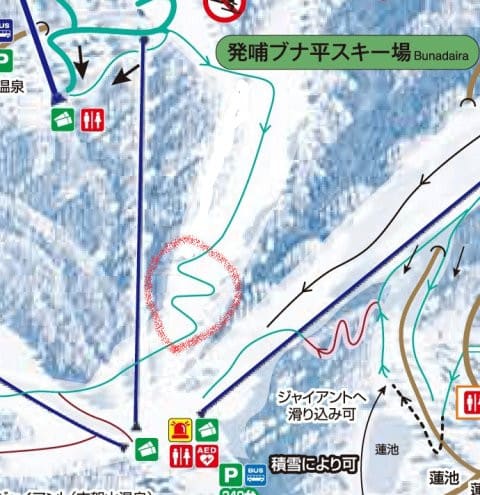 BUS
P
温泉
発哺ブナ平スキー場 Bunadaira
ジャイアントへ
滑り込み可
蓮池
AED
P BUS
積雪により可
蓮池